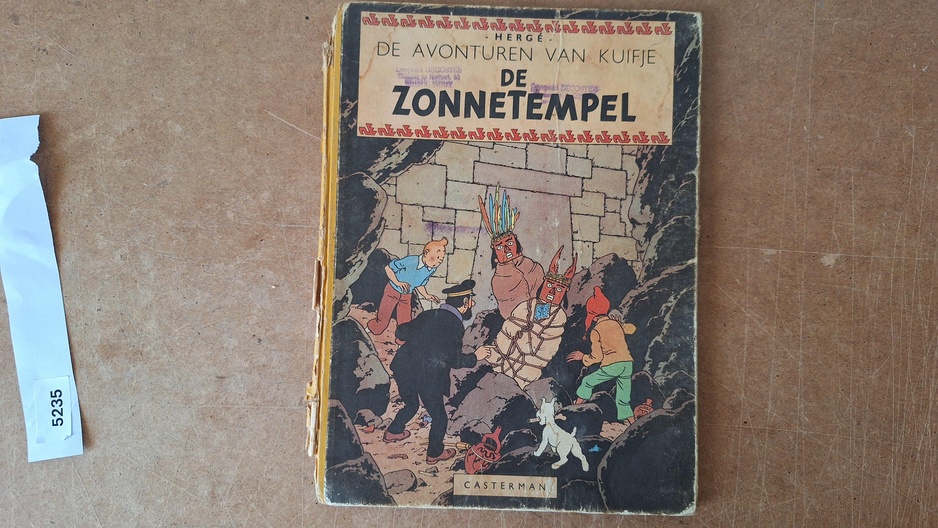 - HERGÉ -
DE AVONTUREN VAN KUIFJE
DE
ZONNETEMPEL
CASTERMAN
5235